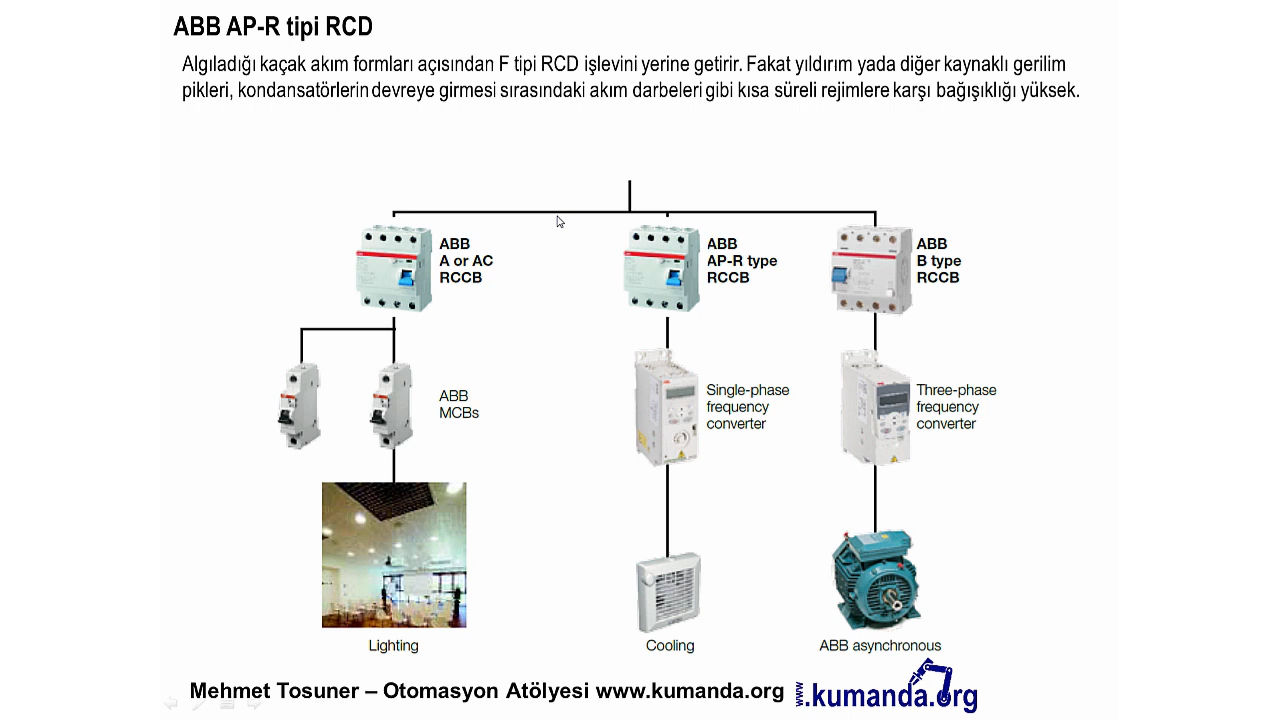 ABB AP-R tipi RCD
Algıladığı kaçak akım formları açısından F tipi RCD işlevini yerine getirir. Fakat yıldırım yada diğer kaynaklı gerilim
pikleri, kondansatörlerin devreye girmesi sırasındaki akım darbeleri gibi kısa süreli rejimlere karşı bağışıklığı yüksek.
ABB
A or AC
RCCB
ABB
AP-R type
RCCB
ABB
B type
RCCB
ABB
MCBs
Single-phase
frequency
converter
Three-phase
frequency
converter
Lighting
Cooling
ABB asynchronous
Mehmet Tosuner – Otomasyon Atölyesi www.kumanda.org
www.kumanda.org